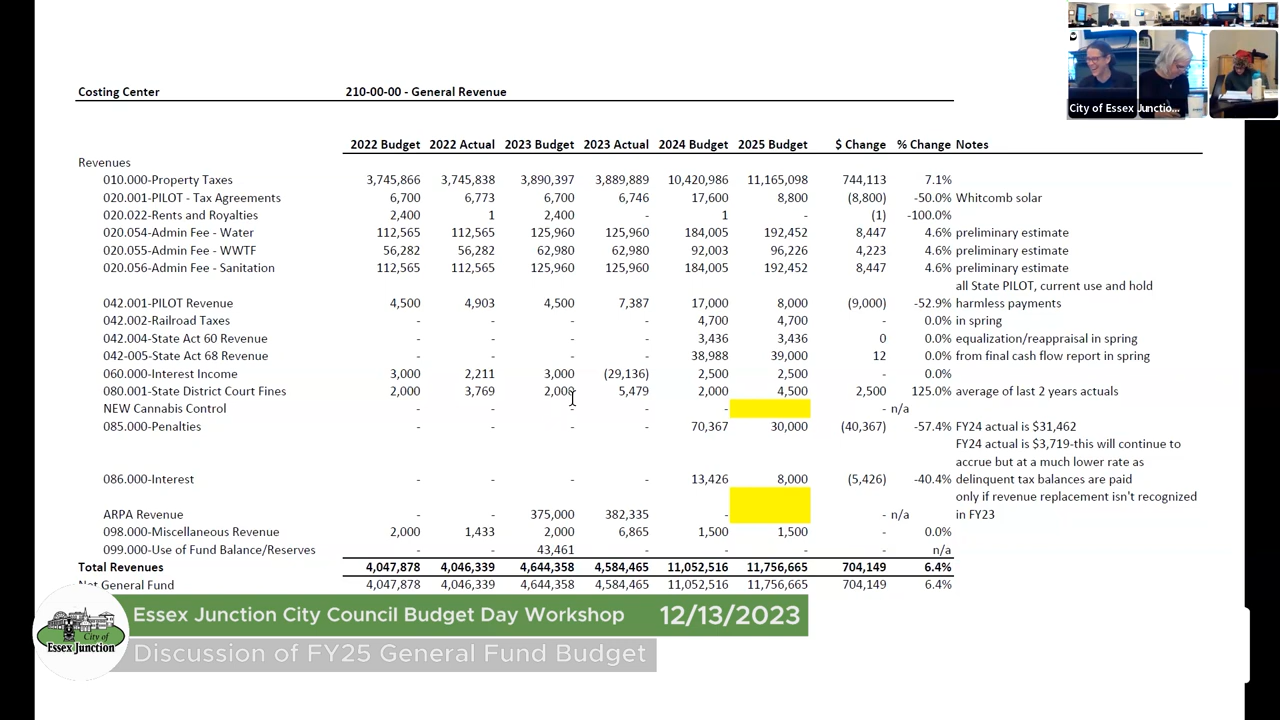 City of Essex Junctio...
Costing Center 210-00-00 - General Revenue
2022 Budget 2022 Actual 2023 Budget 2023 Actual 2024 Budget 2025 Budget $ Change % Change Notes
Revenues
010.000-Property Taxes 3,745,866 3,745,838 3,890,397 3,889,889 10,420,986 11,165,098 744,113 7.1%
020.001-PILOT - Tax Agreements 6,700 6,773 6,700 6,746 17,600 8,800 (8,800) -50.0% Whitcomb solar
020.022-Rents and Royalties 2,400 1 2,400 - 1 - (1) -100.0%
020.054-Admin Fee - Water 112,565 112,565 125,960 125,960 184,005 192,452 8,447 4.6% preliminary estimate
020.055-Admin Fee - WWTF 56,282 56,282 62,980 62,980 92,003 96,226 4,223 4.6% preliminary estimate
020.056-Admin Fee - Sanitation 112,565 112,565 125,960 125,960 184,005 192,452 8,447 4.6% preliminary estimate
all State PILOT, current use and hold
042.001-PILOT Revenue 4,500 4,903 4,500 7,387 17,000 8,000 (9,000) -52.9% harmless payments
042.002-Railroad Taxes - - - - 4,700 4,700 - 0.0% in spring
042.004-State Act 60 Revenue - - - - 3,436 3,436 0 0.0% equalization/reappraisal in spring
042-005-State Act 68 Revenue - - - - 38,988 39,000 12 0.0% from final cash flow report in spring
060.000-Interest Income 3,000 2,211 3,000 (29,136) 2,500 2,500 - 0.0%
080.001-State District Court Fines 2,000 3,769 2,000 5,479 2,000 4,500 2,500 125.0% average of last 2 years actuals
NEW Cannabis Control - - - - - - n/a
085.000-Penalties - - - - 70,367 30,000 (40,367) -57.4% FY24 actual is $31,462
FY24 actual is $3,719-this will continue to
accrue but at a much lower rate as
086.000-Interest - - - - 13,426 8,000 (5,426) -40.4% delinquent tax balances are paid
only if revenue replacement isn't recognized
ARPA Revenue - - 375,000 382,335 - - n/a in FY23
098.000-Miscellaneous Revenue 2,000 1,433 2,000 6,865 1,500 1,500 - 0.0%
099.000-Use of Fund Balance/Reserves - - 43,461 - - - - n/a
Total Revenues 4,047,878 4,046,339 4,644,358 4,584,465 11,052,516 11,756,665 704,149 6.4%
Net General Fund 4,047,878 4,046,339 4,644,358 4,584,465 11,052,516 11,756,665 704,149 6.4%
Essex Junction City Council Budget Day Workshop 12/13/2023
City of
Essex Junction
Discussion of FY25 General Fund Budget